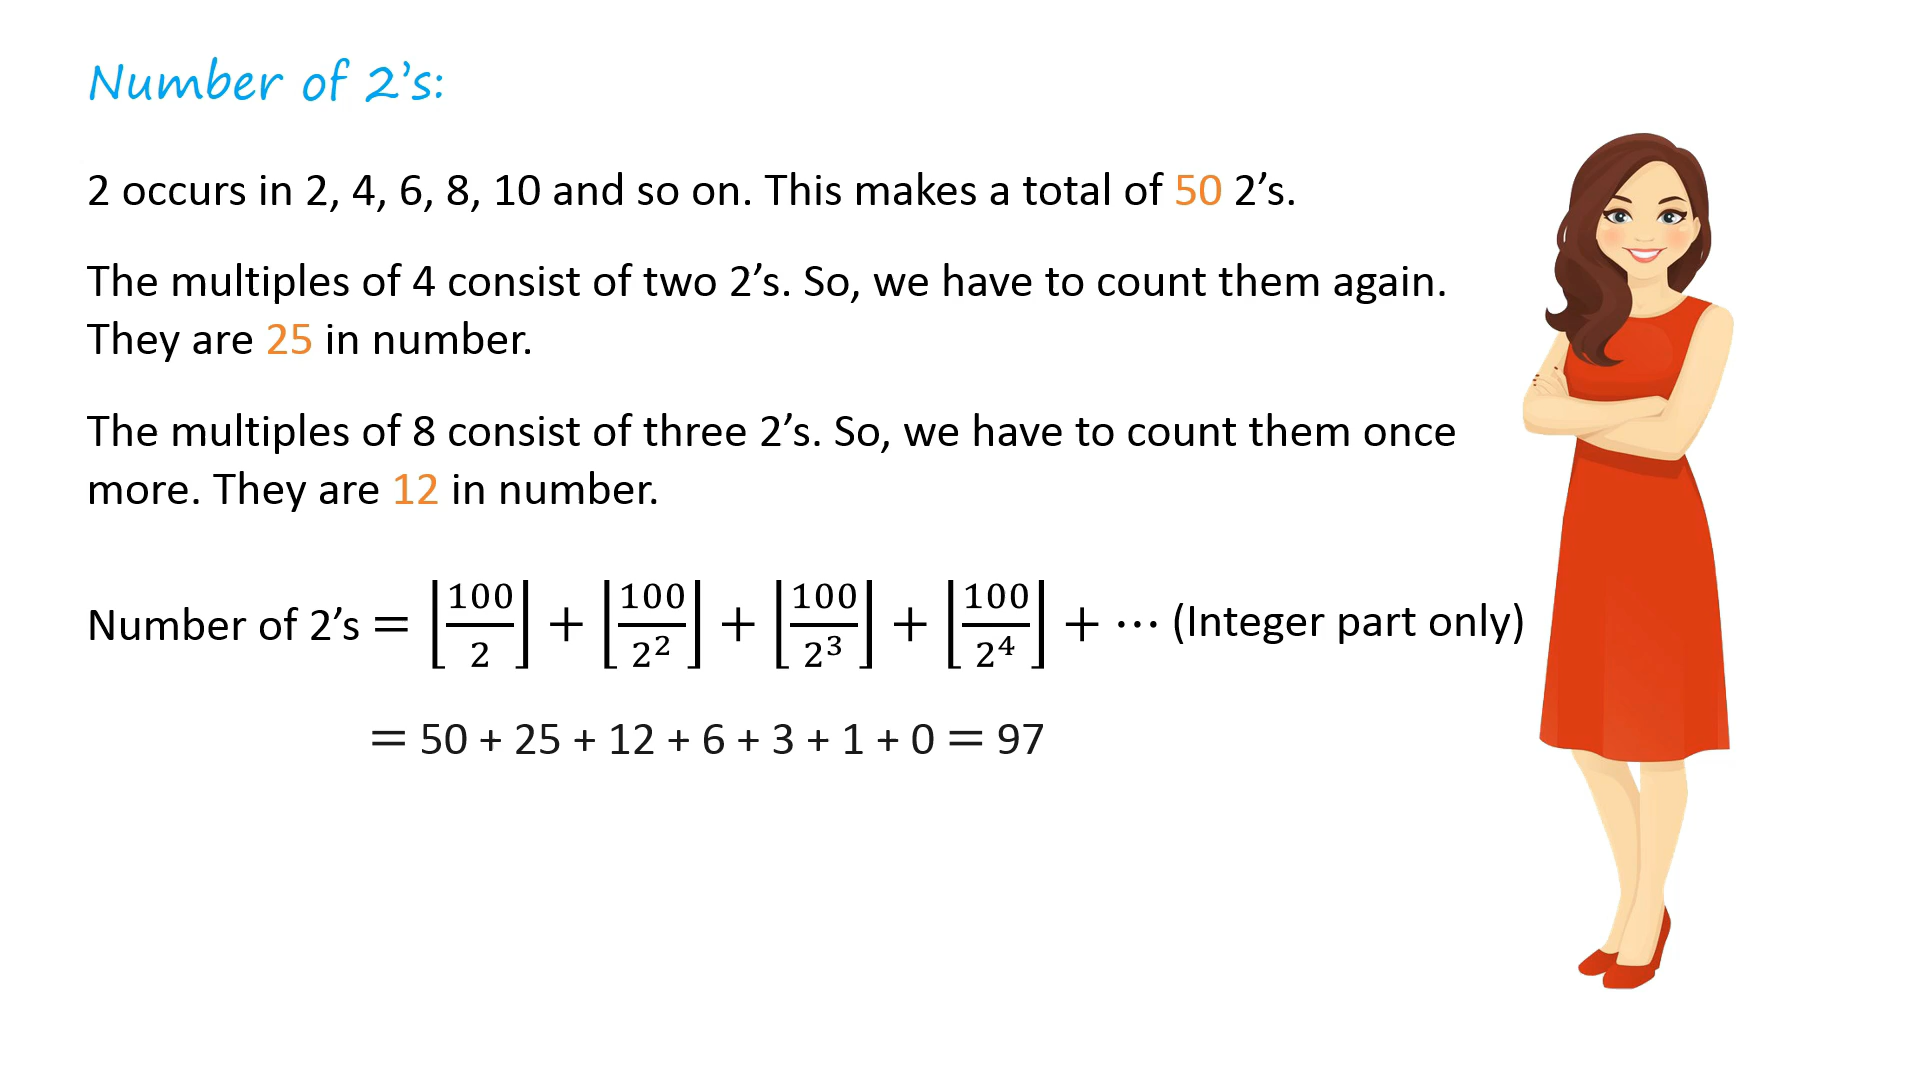 Number of 2’s:
2 occurs in 2, 4, 6, 8, 10 and so on. This makes a total of 50 2’s.
The multiples of 4 consist of two 2’s. So, we have to count them again.
They are 25 in number.
The multiples of 8 consist of three 2’s. So, we have to count them once
more. They are 12 in number.
Number of 2’s = ⌊100/2⌋ + ⌊100/2²⌋ + ⌊100/2³⌋ + ⌊100/2⁴⌋ + ⋯ (Integer part only)
= 50 + 25 + 12 + 6 + 3 + 1 + 0 = 97